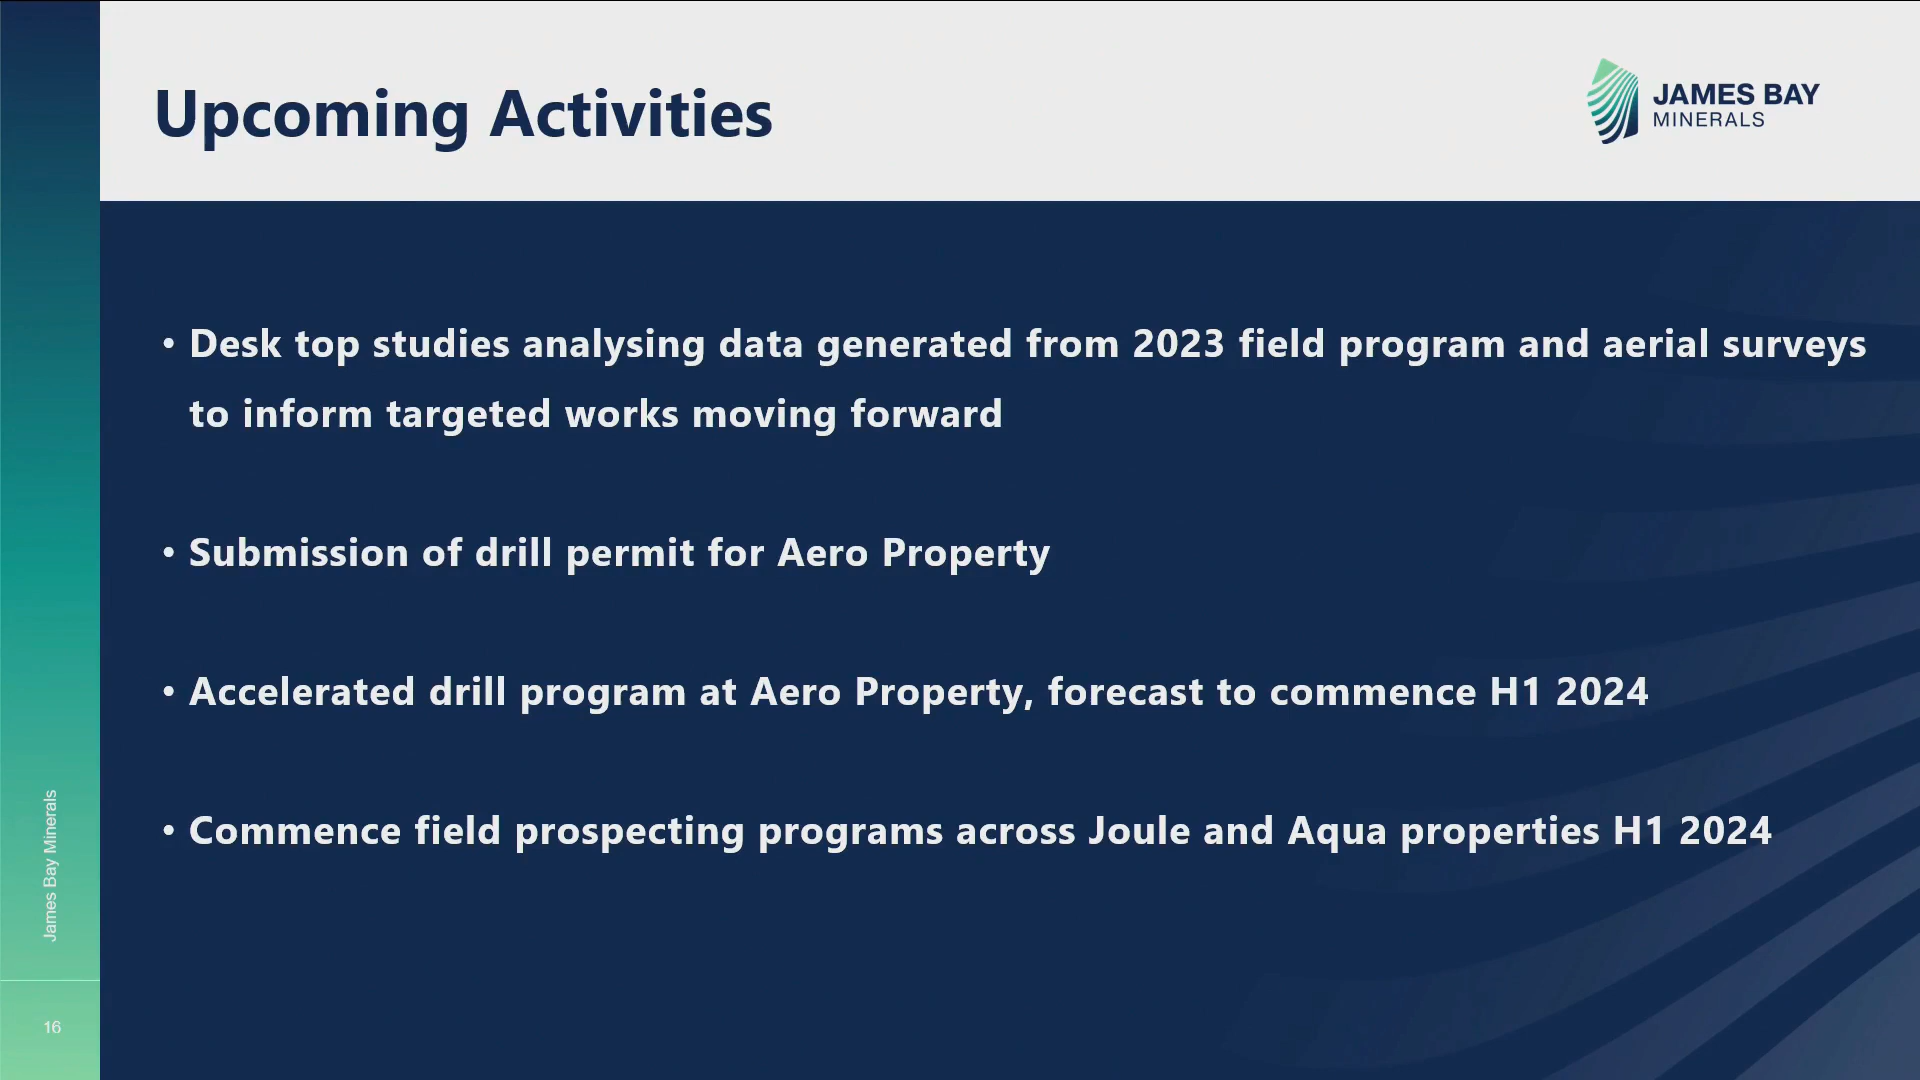 Upcoming Activities
JAMES BAY
MINERALS
• Desk top studies analysing data generated from 2023 field program and aerial surveys
to inform targeted works moving forward
• Submission of drill permit for Aero Property
• Accelerated drill program at Aero Property, forecast to commence H1 2024
• Commence field prospecting programs across Joule and Aqua properties H1 2024
James Bay Minerals
16